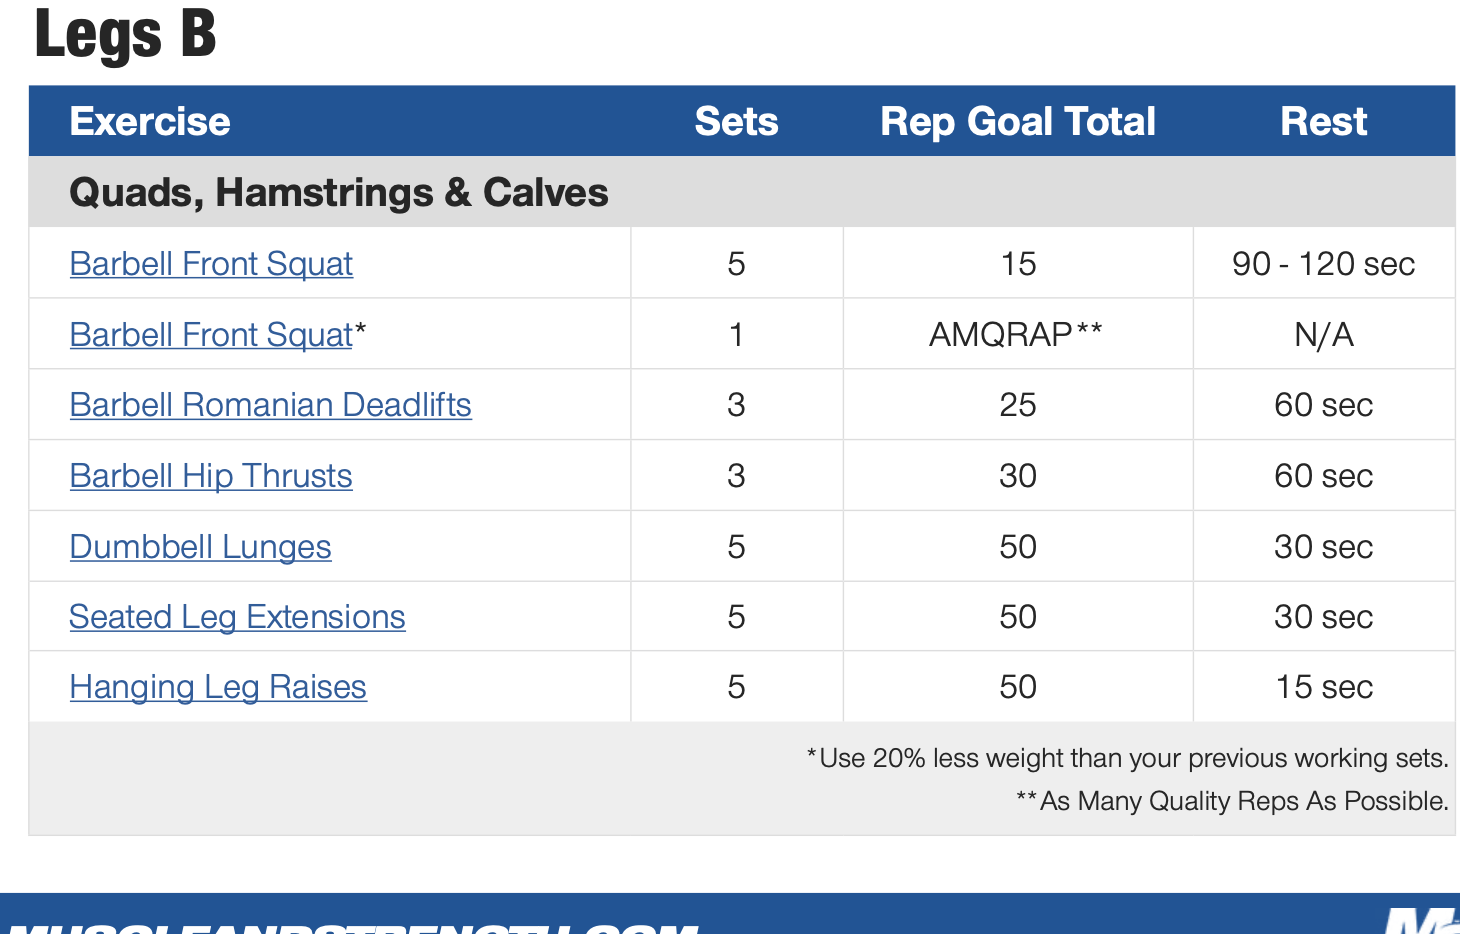 Legs B
Exercise Sets Rep Goal Total Rest
Quads, Hamstrings & Calves
Barbell Front Squat 5 15 90 - 120 sec
Barbell Front Squat* 1 AMQRAP** N/A
Barbell Romanian Deadlifts 3 25 60 sec
Barbell Hip Thrusts 3 30 60 sec
Dumbbell Lunges 5 50 30 sec
Seated Leg Extensions 5 50 30 sec
Hanging Leg Raises 5 50 15 sec
*Use 20% less weight than your previous working sets.
**As Many Quality Reps As Possible.
MUSCLEANDSTRENGTH.COM